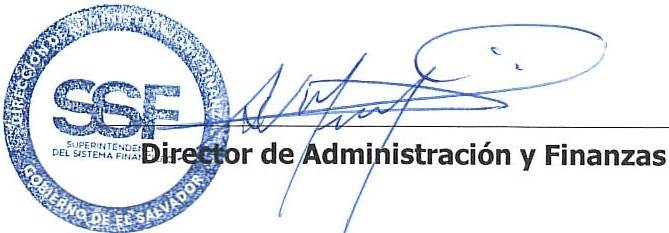 DIRECCIÓN DE ADMINISTRACIÓN Y FINANZAS
SSF
SUPERINTENDENCIA
DEL SISTEMA FINANCIERO
GOBIERNO DE EL SALVADOR
Director de Administración y Finanzas